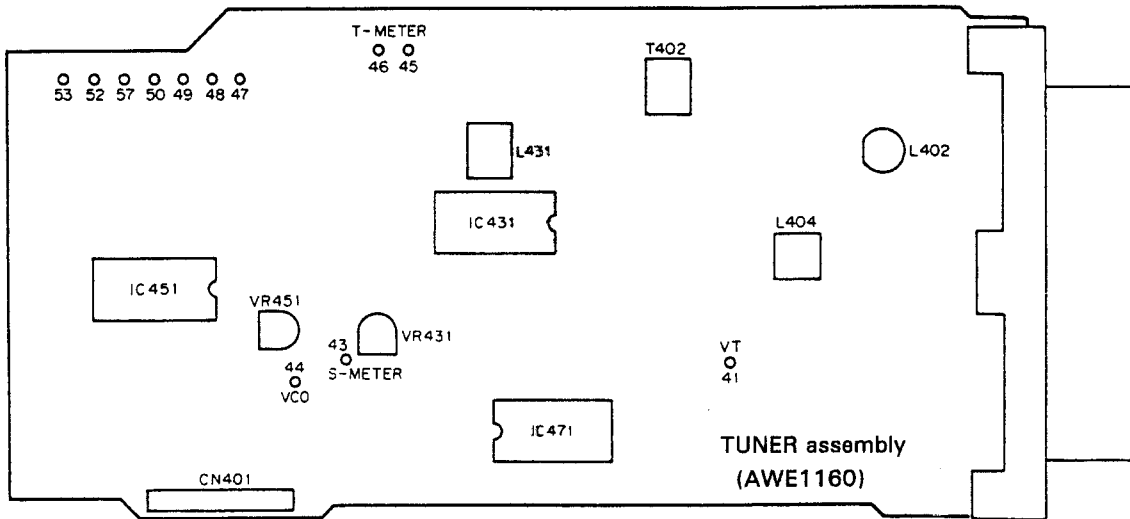 T-METER
46 45
T402
53 52 57 50 49 48 47
L431
L402
IC431
L404
IC451
VR451
VR431
43
S-METER
44
VCO
VT
41
IC471
TUNER assembly
(AWE1160)
CN401